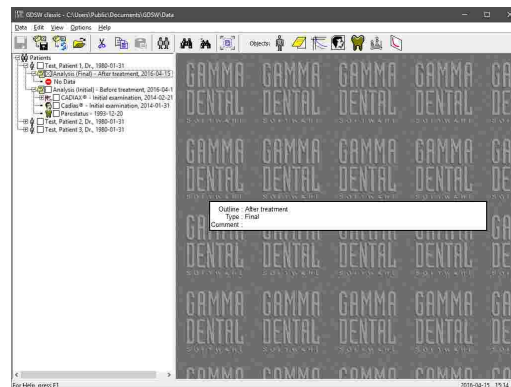 GDSW classic - C:\Users\Public\Documents\GDSW\Data
Data Edit View Options Help
Objects:
Patients
Test, Patient 1, Dr., 1980-01-31
Analysis (Final) - After treatment, 2016-04-15
No Data
Analysis (Initial) - Before treatment, 2016-04-1
CADIAX® - Initial examination, 2014-02-21
Cadias® - Initial examination, 2014-01-31
Parostatus - 1993-12-20
Test, Patient 2, Dr., 1980-01-31
Test, Patient 3, Dr., 1980-01-31
GAMMA DENTAL SOFTWARE
Outline : After treatment
Type : Final
Comment :
For Help, press F1
2016-04-15 15:14